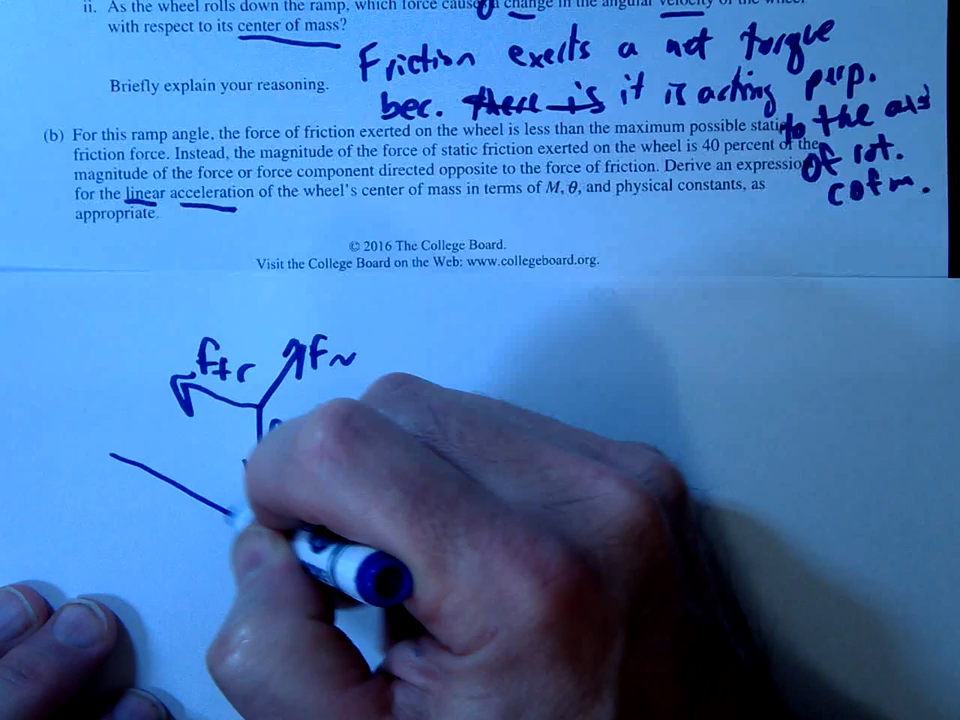 ii. As the wheel rolls down the ramp, which force causes a change in the angular velocity of the wheel
with respect to its center of mass?
Friction exerts a net torque
Briefly explain your reasoning.
bec. there is it is acting perp.
to the axis
of rot.
cofm.
(b) For this ramp angle, the force of friction exerted on the wheel is less than the maximum possible static
friction force. Instead, the magnitude of the force of static friction exerted on the wheel is 40 percent of the
magnitude of the force or force component directed opposite to the force of friction. Derive an expression
for the linear acceleration of the wheel's center of mass in terms of M, θ, and physical constants, as
appropriate.
© 2016 The College Board.
Visit the College Board on the Web: www.collegeboard.org.
Ffr FN